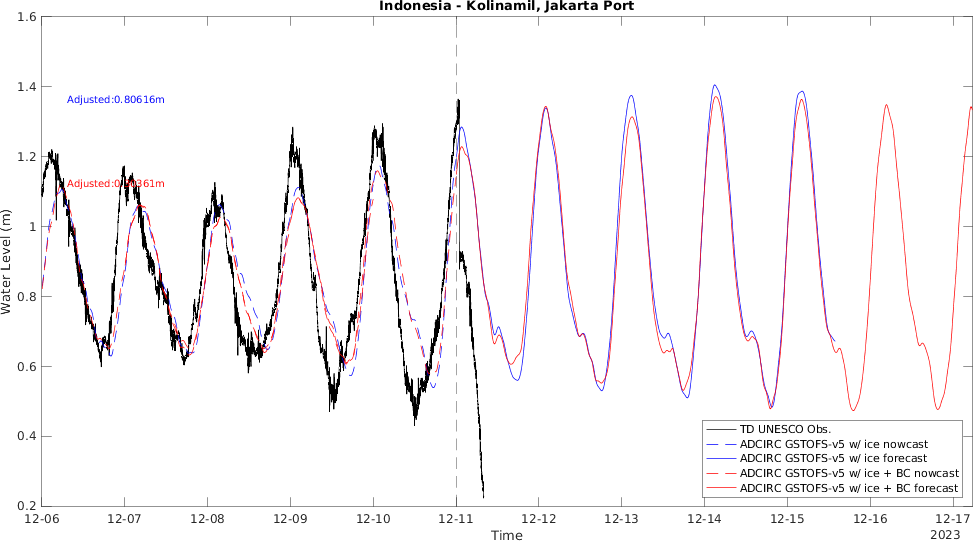 Indonesia - Kolinamil, Jakarta Port
1.6
1.4
1.2
1
0.8
0.6
0.4
0.2
Water Level (m)
Adjusted:0.80616m
TD UNESCO Obs.
ADCIRC GSTOFS-v5 w/ ice nowcast
ADCIRC GSTOFS-v5 w/ ice forecast
ADCIRC GSTOFS-v5 w/ ice + BC nowcast
ADCIRC GSTOFS-v5 w/ ice + BC forecast
12-06 12-07 12-08 12-09 12-10 12-11 12-12 12-13 12-14 12-15 12-16 12-17
Time
2023